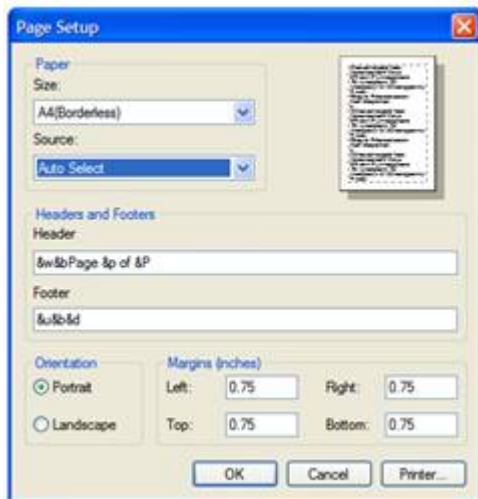 Page Setup
Paper
Size:
A4(Borderless)
Source:
Auto Select
Headers and Footers
Header
&w&bPage &p of &P
Footer
&u&b&d
Orientation
Portrait
Landscape
Margins (inches)
Left: 0.75 Right: 0.75
Top: 0.75 Bottom: 0.75
OK Cancel Printer...